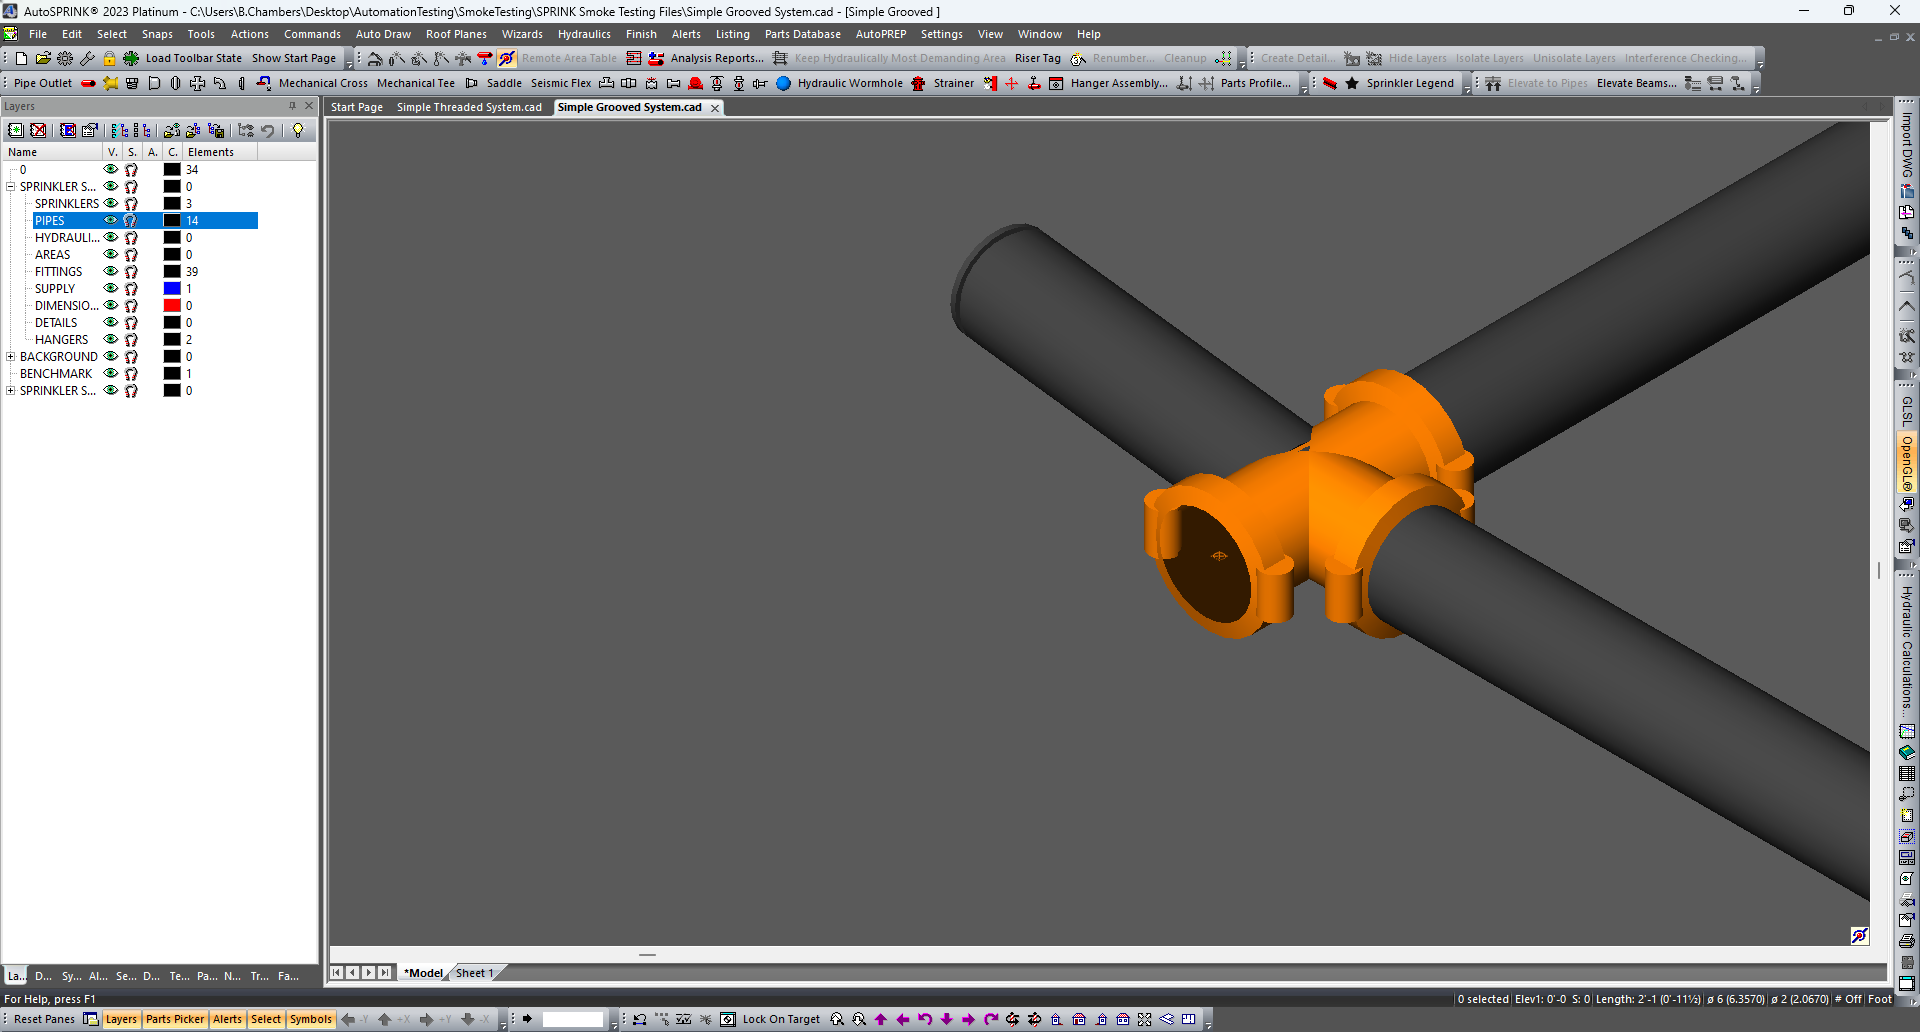 AutoSPRINK® 2023 Platinum - C:\Users\B.Chambers\Desktop\AutomationTesting\SmokeTesting\SPRINK Smoke Testing Files\Simple Grooved System.cad - [Simple Grooved ]
File Edit Select Snaps Tools Actions Commands Auto Draw Roof Planes Wizards Hydraulics Finish Alerts Listing Parts Database AutoPREP Settings View Window Help
Load Toolbar State Show Start Page Remote Area Table Analysis Reports... Keep Hydraulically Most Demanding Area Riser Tag Renumber... Cleanup Create Detail... Hide Layers Isolate Layers Unisolate Layers Interference Checking...
Pipe Outlet Mechanical Cross Mechanical Tee Saddle Seismic Flex Hydraulic Wormhole Strainer Hanger Assembly... Parts Profile... Sprinkler Legend Elevate to Pipes Elevate Beams...
Layers
Start Page Simple Threaded System.cad Simple Grooved System.cad
Name V. S. A. C. Elements
0 34
SPRINKLER S... 0
SPRINKLERS 3
PIPES 14
HYDRAULI... 0
AREAS 0
FITTINGS 39
SUPPLY 1
DIMENSIO... 0
DETAILS 0
HANGERS 2
BACKGROUND 0
BENCHMARK 1
SPRINKLER S... 0
Import DWG
GLSL
OpenGL®
Hydraulic Calculations...
La... D... Sy... Al... Se... D... Te... Pa... N... Tr... Fa...
*Model Sheet 1
For Help, press F1
0 selected Elev1: 0'-0 S: 0 Length: 2'-1 (0'-11½) ø 6 (6.3570) ø 2 (2.0670) # Off Foot
Reset Panes Layers Parts Picker Alerts Select Symbols -Y +X +Y -X Lock On Target